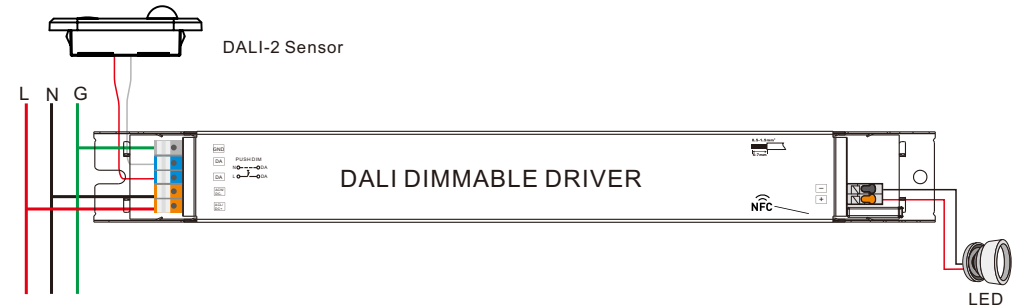 DALI-2 Sensor
L N G
GND
DA
PUSH DIM
N DA
DA
L DA
DALI DIMMABLE DRIVER
NFC
−
+
LED